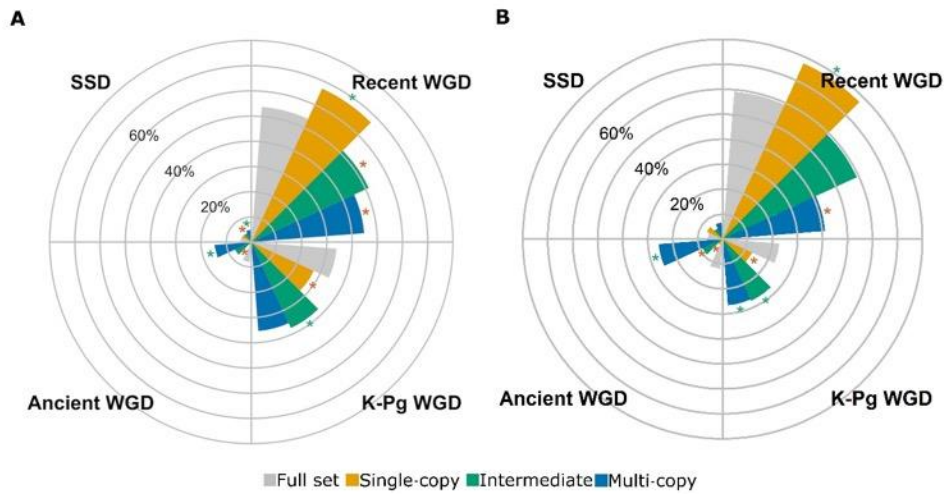 A
B
SSD
Recent WGD
SSD
Recent WGD
60%
40%
20%
60%
40%
20%
Ancient WGD
K-Pg WGD
Ancient WGD
K-Pg WGD
Full set Single-copy Intermediate Multi-copy